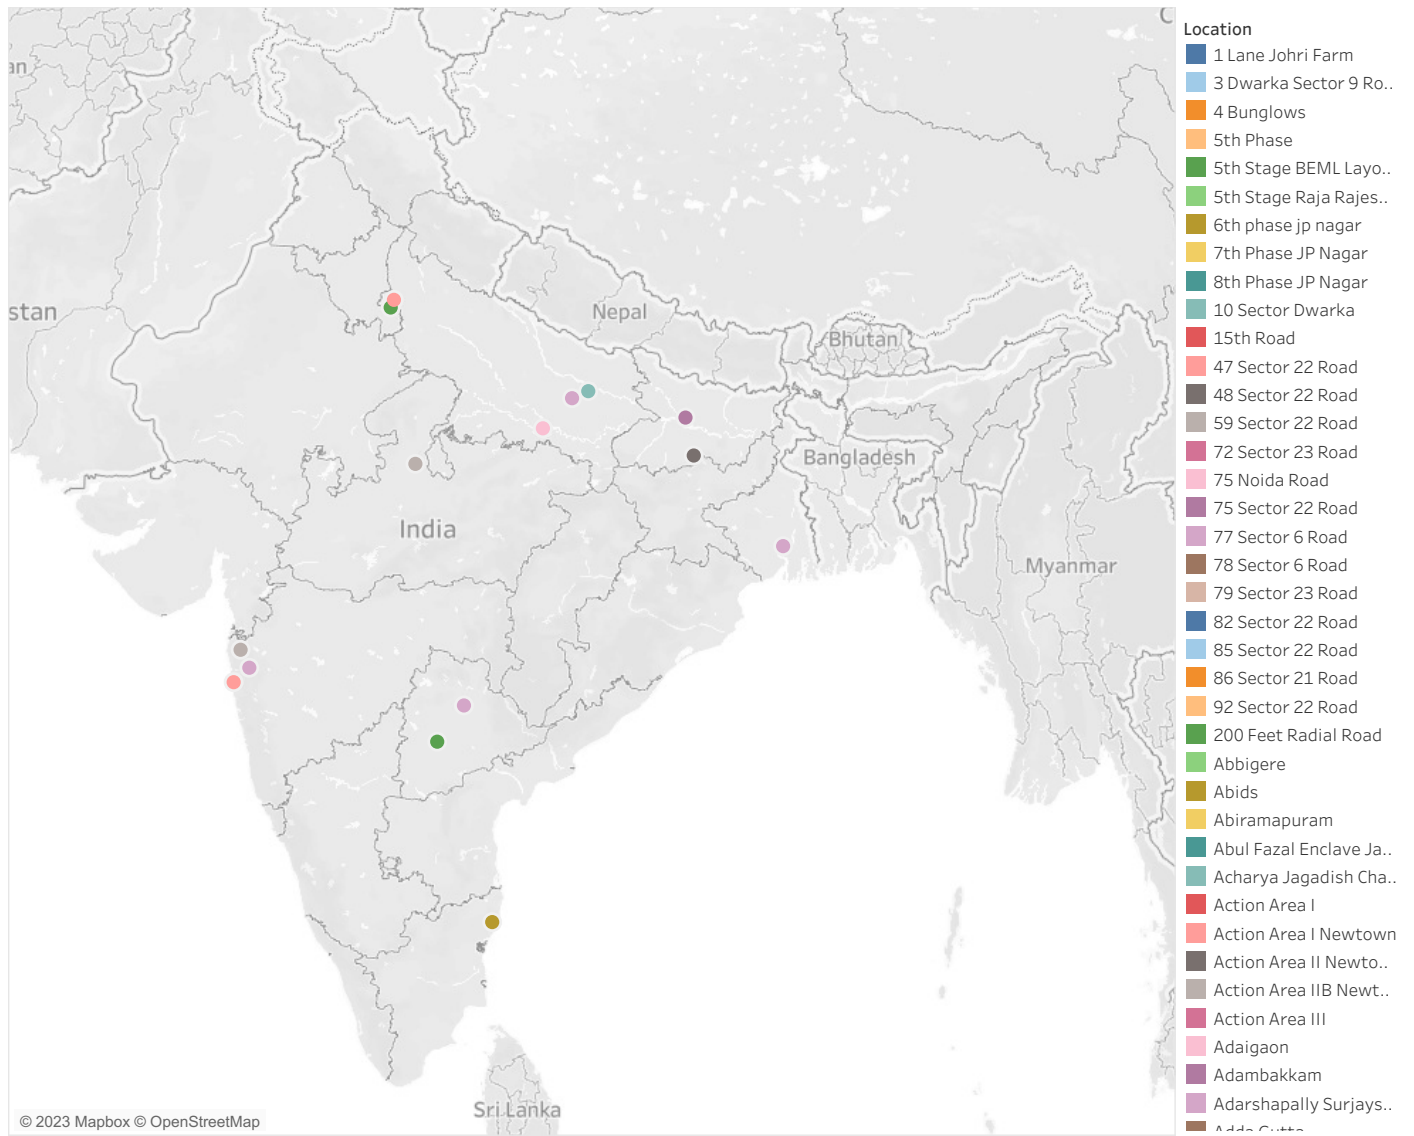 an
stan
Nepal
Bhutan
Bangladesh
India
Myanmar
Sri Lanka
C
© 2023 Mapbox © OpenStreetMap
Location
1 Lane Johri Farm
3 Dwarka Sector 9 Ro..
4 Bunglows
5th Phase
5th Stage BEML Layo..
5th Stage Raja Rajes..
6th phase jp nagar
7th Phase JP Nagar
8th Phase JP Nagar
10 Sector Dwarka
15th Road
47 Sector 22 Road
48 Sector 22 Road
59 Sector 22 Road
72 Sector 23 Road
75 Noida Road
75 Sector 22 Road
77 Sector 6 Road
78 Sector 6 Road
79 Sector 23 Road
82 Sector 22 Road
85 Sector 22 Road
86 Sector 21 Road
92 Sector 22 Road
200 Feet Radial Road
Abbigere
Abids
Abiramapuram
Abul Fazal Enclave Ja..
Acharya Jagadish Cha..
Action Area I
Action Area I Newtown
Action Area II Newto..
Action Area IIB Newt..
Action Area III
Adaigaon
Adambakkam
Adarshapally Surjays..